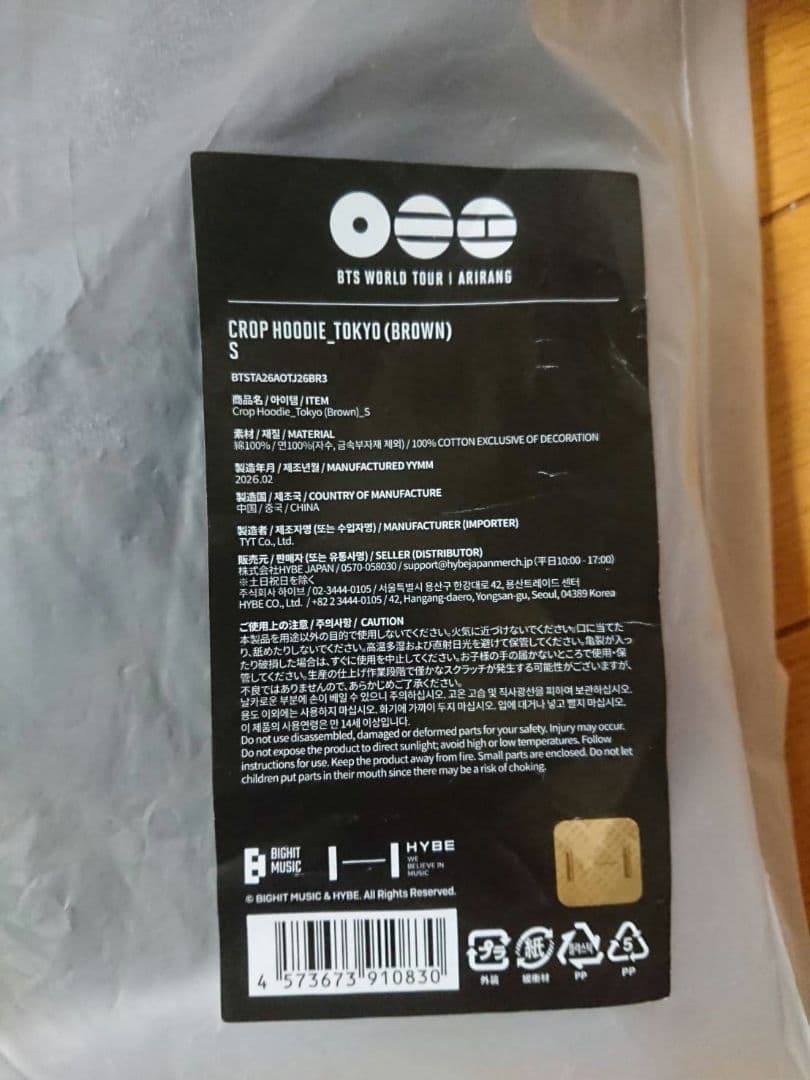 BTS WORLD TOUR | ARIRANG
CROP HOODIE_TOKYO (BROWN)
S
BTSTA26AOTJ26BR3
商品名 / 아이템 / ITEM
Crop Hoodie_Tokyo (Brown)_S
素材 / 재질 / MATERIAL
綿100% / 면100%(자수, 금속부자재 제외) / 100% COTTON EXCLUSIVE OF DECORATION
製造年月 / 제조년월 / MANUFACTURED YYMM
2026.02
製造国 / 제조국 / COUNTRY OF MANUFACTURE
中国 / 중국 / CHINA
製造者 / 제조자명 (또는 수입자명) / MANUFACTURER (IMPORTER)
TYT Co., Ltd.
販売元 / 판매자 (또는 유통사명) / SELLER (DISTRIBUTOR)
株式会社HYBE JAPAN / 0570-058030 / support@hybejapanmerch.jp (平日10:00 - 17:00)
※土日祝日を除く
주식회사 하이브 / 02-3444-0105 / 서울특별시 용산구 한강대로 42, 용산트레이드 센터
HYBE CO., Ltd. / +82 2 3444-0105 / 42, Hangang-daero, Yongsan-gu, Seoul, 04389 Korea
ご使用上の注意 / 주의사항 / CAUTION
本製品を用途以外の目的で使用しないでください。火気に近づけないでください。口に当てた
り、舐めたりしないでください。高温多湿および直射日光を避けて保管してください。亀裂が入っ
たり破損した場合は、すぐに使用を中止してください。お子様の手の届かないところで使用・保
管してください。生産の仕上げ作業段階で僅かなスクラッチが発生する可能性がございますが、
不良ではありませんので、あらかじめご了承ください。
날카로운 부분에 손이 베일 수 있으니 주의하십시오. 고온 고습 및 직사광선을 피하여 보관하십시오.
용도 이외에는 사용하지 마십시오. 화기에 가까이 두지 마십시오. 입에 대거나 넣고 빨지 마십시오.
이 제품의 사용연령은 만 14세 이상입니다.
Do not use disassembled, damaged or deformed parts for your safety. Injury may occur.
Do not expose the product to direct sunlight; avoid high or low temperatures. Follow
instructions for use. Keep the product away from fire. Small parts are enclosed. Do not let
children put parts in their mouth since there may be a risk of choking.
BIGHIT
MUSIC
HYBE
WE
BELIEVE IN
MUSIC
© BIGHIT MUSIC & HYBE. All Rights Reserved.
4 573673 910830
プラ
外装
紙
緩衝材
플라스틱
PP
5
PP